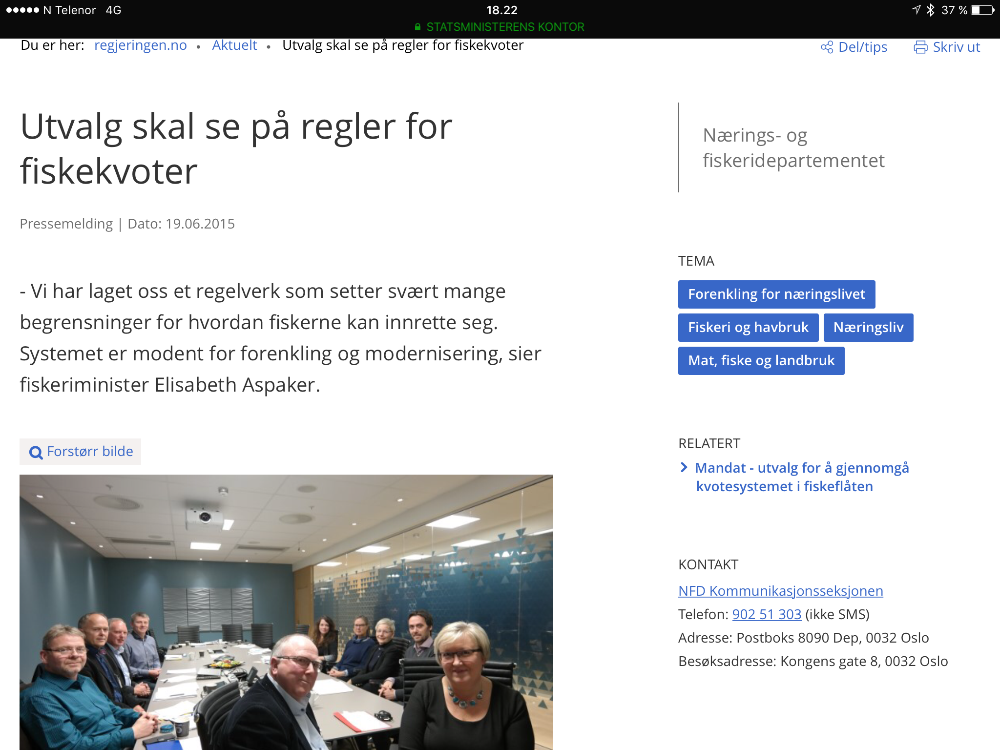 N Telenor 4G 18.22 37 %
STATSMINISTERENS KONTOR
Du er her: regjeringen.no • Aktuelt • Utvalg skal se på regler for fiskekvoter
Del/tips Skriv ut
Utvalg skal se på regler for
fiskekvoter
Pressemelding | Dato: 19.06.2015
- Vi har laget oss et regelverk som setter svært mange
begrensninger for hvordan fiskerne kan innrette seg.
Systemet er modent for forenkling og modernisering, sier
fiskeriminister Elisabeth Aspaker.
Forstørr bilde
Nærings- og
fiskeridepartementet
TEMA
Forenkling for næringslivet
Fiskeri og havbruk Næringsliv
Mat, fiske og landbruk
RELATERT
Mandat - utvalg for å gjennomgå
kvotesystemet i fiskeflåten
KONTAKT
NFD Kommunikasjonsseksjonen
Telefon: 902 51 303 (ikke SMS)
Adresse: Postboks 8090 Dep, 0032 Oslo
Besøksadresse: Kongens gate 8, 0032 Oslo